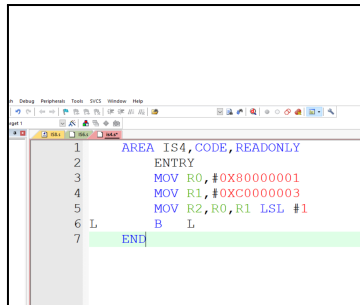 Debug Peripherals Tools SVCS Window Help
1 AREA IS4,CODE,READONLY
2 ENTRY
3 MOV R0,#0X80000001
4 MOV R1,#0XC0000003
5 MOV R2,R0,R1 LSL #1
6 L B L
7 END